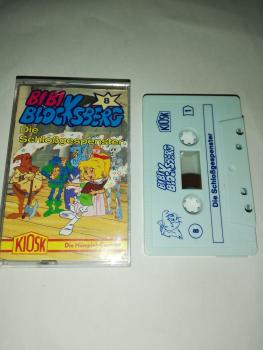 BIBI
BLOCKSBERG
8
Die
Schloßgespenster
KIOSK
Die Hörspiel-Cassette
KIOSK
1
BIBI
BLOCKSBERG
Die Schloßgespenster
8